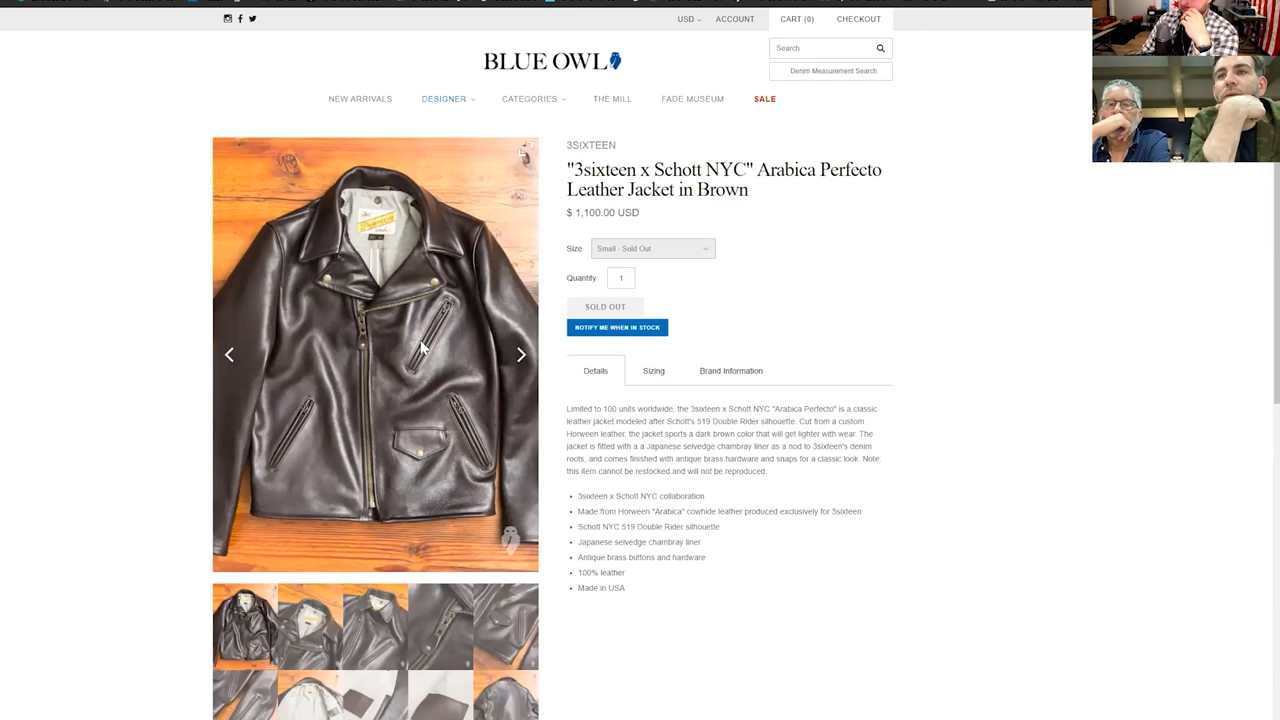 USD ACCOUNT CART (0) CHECKOUT
BLUE OWL
Search
Denim Measurement Search
NEW ARRIVALS DESIGNER CATEGORIES THE MILL FADE MUSEUM SALE
3SIXTEEN
"3sixteen x Schott NYC" Arabica Perfecto
Leather Jacket in Brown
$ 1,100.00 USD
Size Small - Sold Out
Quantity 1
SOLD OUT
NOTIFY ME WHEN IN STOCK
Details Sizing Brand Information
Limited to 100 units worldwide, the 3sixteen x Schott NYC "Arabica Perfecto" is a classic
leather jacket modeled after Schott's 519 Double Rider silhouette. Cut from a custom
Horween leather, the jacket sports a dark brown color that will get lighter with wear. The
jacket is fitted with a a Japanese selvedge chambray liner as a nod to 3sixteen's denim
roots, and comes finished with antique brass hardware and snaps for a classic look. Note:
this item cannot be restocked and will not be reproduced.
3sixteen x Schott NYC collaboration
Made from Horween "Arabica" cowhide leather produced exclusively for 3sixteen
Schott NYC 519 Double Rider silhouette
Japanese selvedge chambray liner
Antique brass buttons and hardware
100% leather
Made in USA